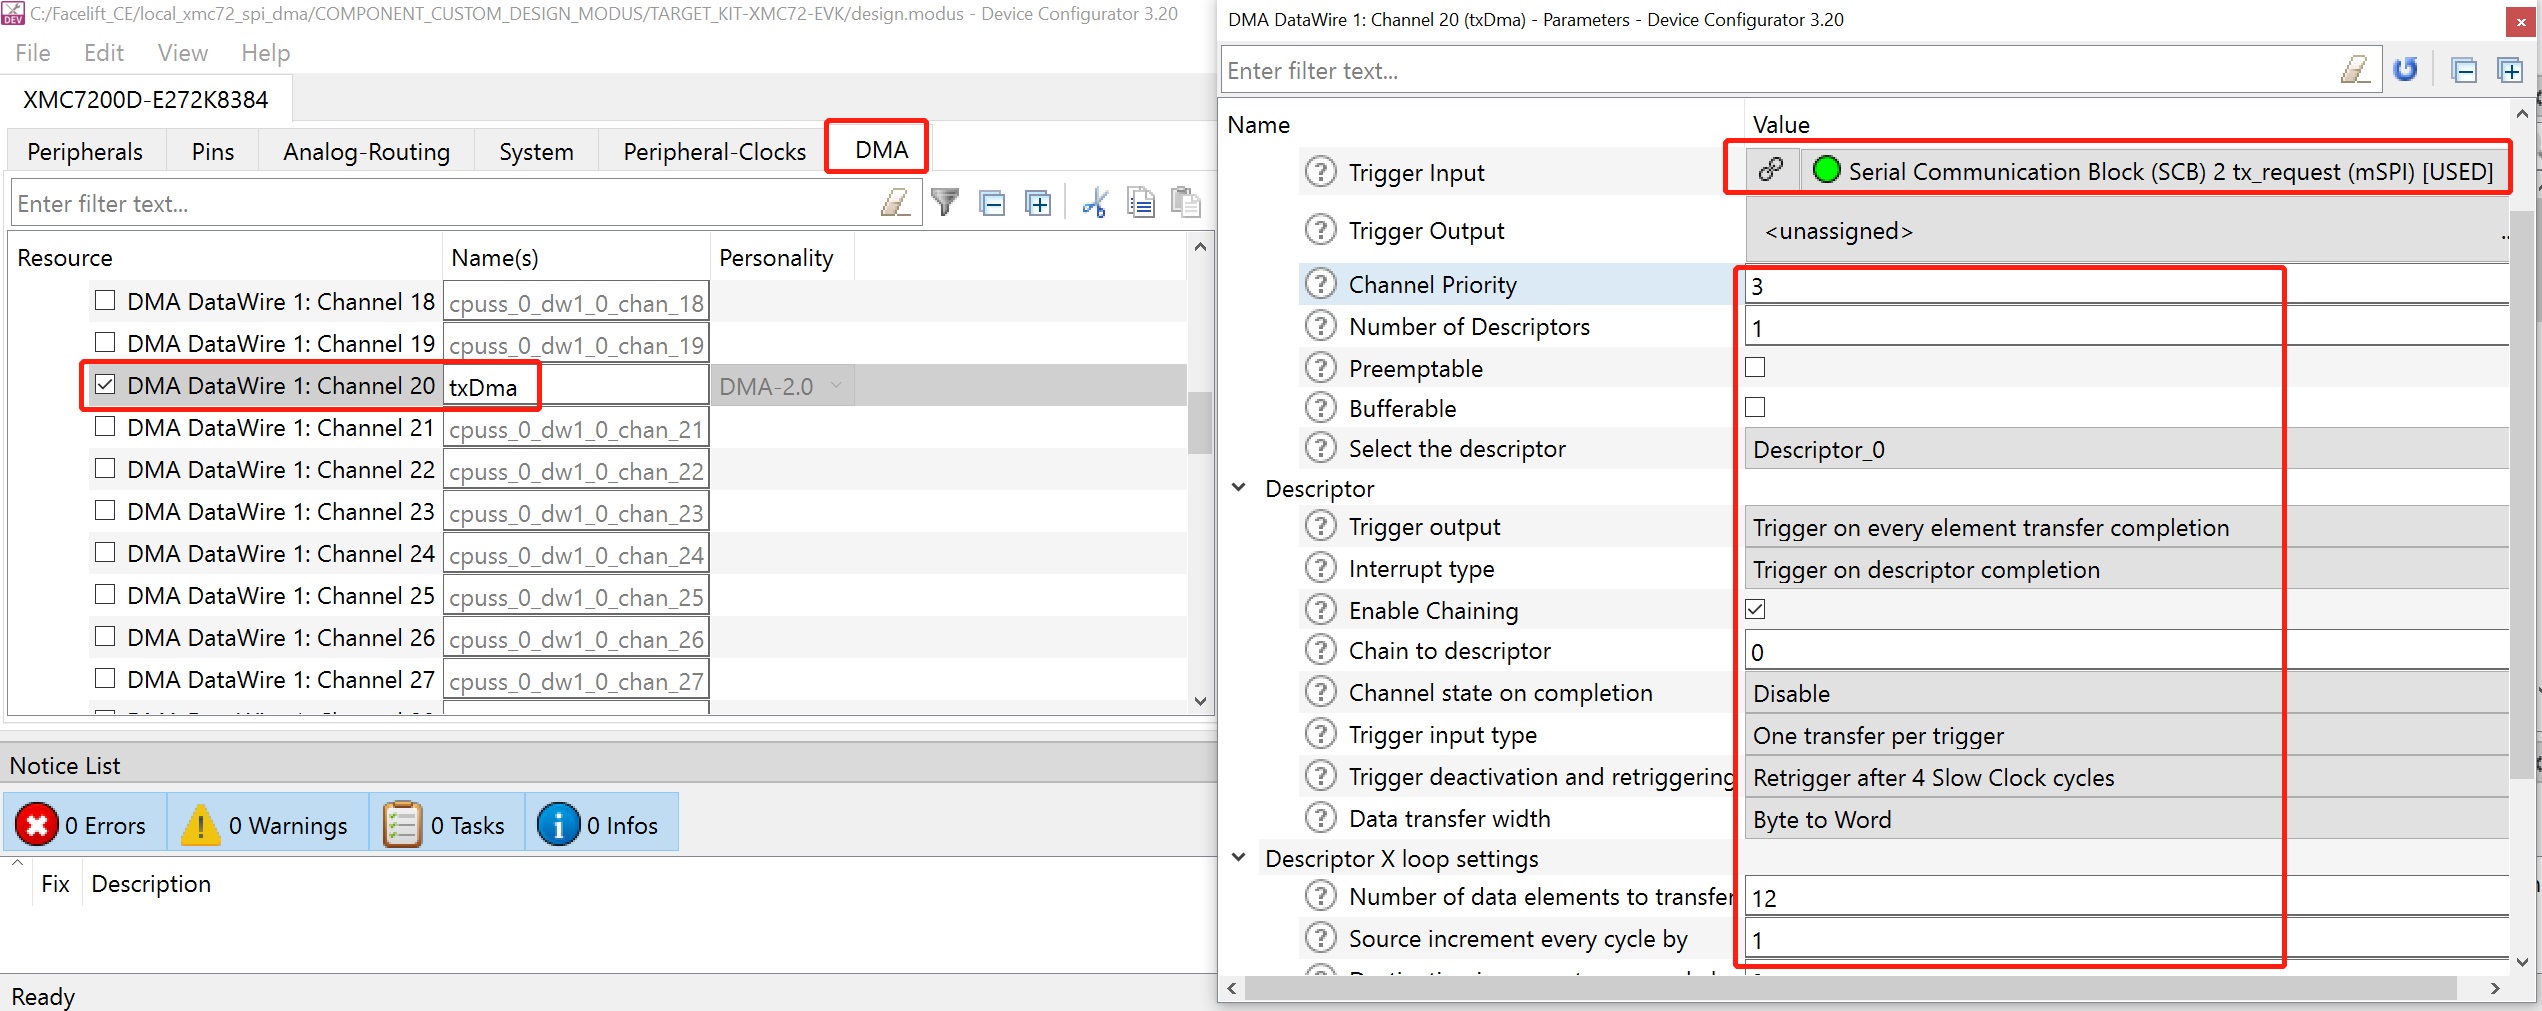 C:/Facelift_CE/local_xmc72_spi_dma/COMPONENT_CUSTOM_DESIGN_MODUS/TARGET_KIT-XMC72-EVK/design.modus - Device Configurator 3.20
File Edit View Help
XMC7200D-E272K8384
Peripherals Pins Analog-Routing System Peripheral-Clocks DMA
Enter filter text...
Resource Name(s) Personality
DMA DataWire 1: Channel 18 cpuss_0_dw1_0_chan_18
DMA DataWire 1: Channel 19 cpuss_0_dw1_0_chan_19
DMA DataWire 1: Channel 20 txDma DMA-2.0
DMA DataWire 1: Channel 21 cpuss_0_dw1_0_chan_21
DMA DataWire 1: Channel 22 cpuss_0_dw1_0_chan_22
DMA DataWire 1: Channel 23 cpuss_0_dw1_0_chan_23
DMA DataWire 1: Channel 24 cpuss_0_dw1_0_chan_24
DMA DataWire 1: Channel 25 cpuss_0_dw1_0_chan_25
DMA DataWire 1: Channel 26 cpuss_0_dw1_0_chan_26
DMA DataWire 1: Channel 27 cpuss_0_dw1_0_chan_27
Notice List
0 Errors 0 Warnings 0 Tasks 0 Infos
Fix Description
Ready
DMA DataWire 1: Channel 20 (txDma) - Parameters - Device Configurator 3.20
Enter filter text...
Name Value
Trigger Input Serial Communication Block (SCB) 2 tx_request (mSPI) [USED]
Trigger Output <unassigned> ..
Channel Priority 3
Number of Descriptors 1
Preemptable
Bufferable
Select the descriptor Descriptor_0
Descriptor
Trigger output Trigger on every element transfer completion
Interrupt type Trigger on descriptor completion
Enable Chaining
Chain to descriptor 0
Channel state on completion Disable
Trigger input type One transfer per trigger
Trigger deactivation and retriggering Retrigger after 4 Slow Clock cycles
Data transfer width Byte to Word
Descriptor X loop settings
Number of data elements to transfer 12
Source increment every cycle by 1